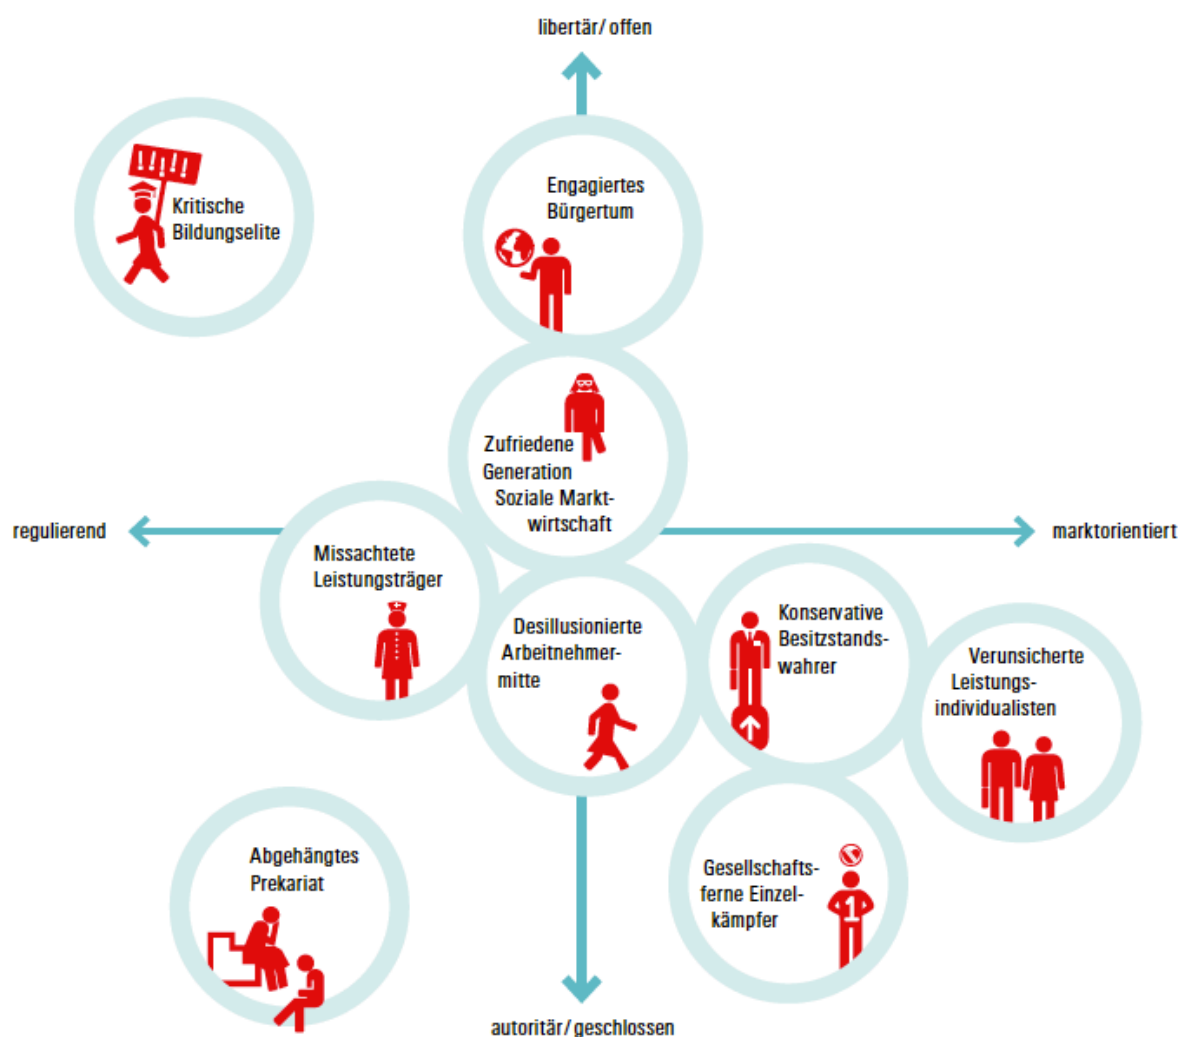 libertär/ offen
Kritische
Bildungselite
Engagiertes
Bürgertum
Zufriedene
Generation
Soziale Markt-
wirtschaft
regulierend
marktorientiert
Missachtete
Leistungsträger
Desillusionierte
Arbeitnehmer-
mitte
Konservative
Besitzstands-
wahrer
Verunsicherte
Leistungs-
individualisten
Abgehängtes
Prekariat
Gesellschafts-
ferne Einzel-
kämpfer
1
autoritär/ geschlossen